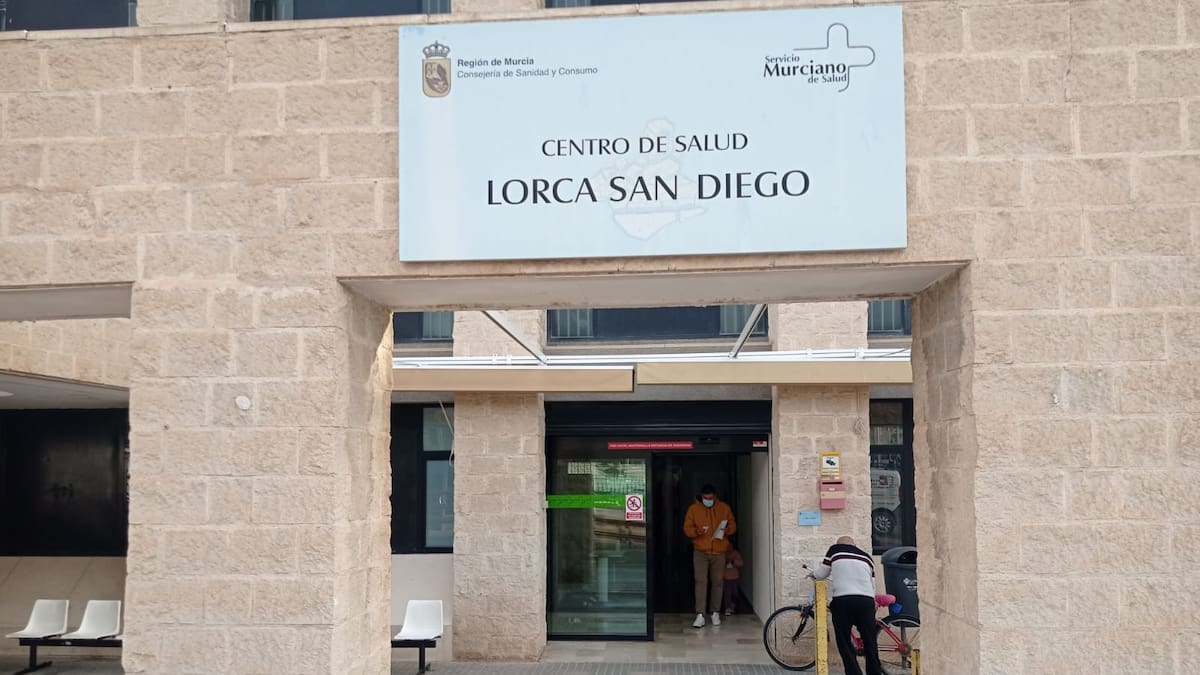 Región de Murcia
Consejería de Sanidad y Consumo
Servicio
Murciano
de Salud
CENTRO DE SALUD
LORCA SAN DIEGO